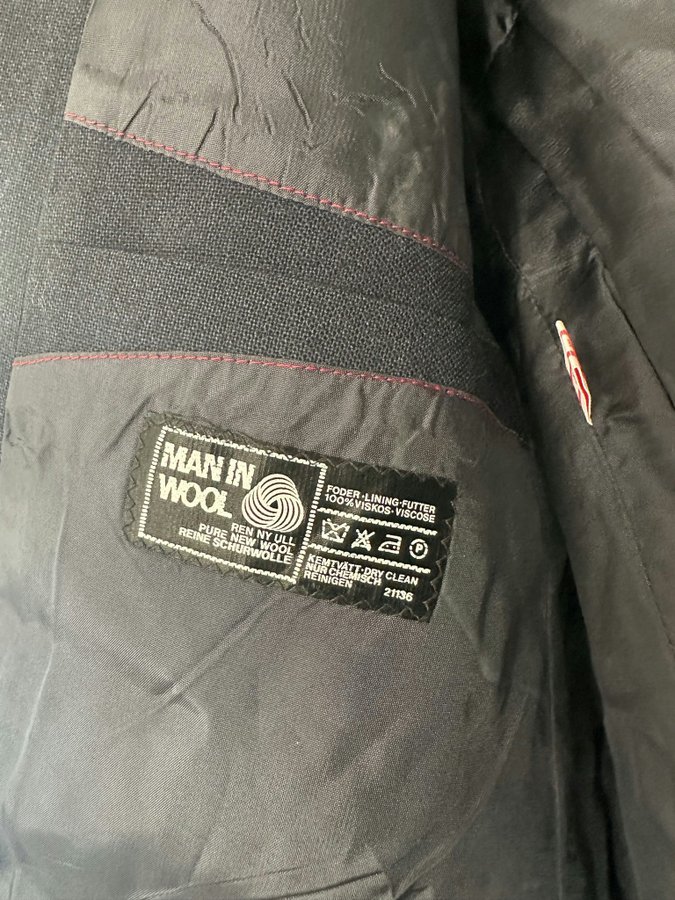 MAN IN
WOOL
REN NY ULL
PURE NEW WOOL
REINE SCHURWOLLE
FODER·LINING·FUTTER
100% VISKOS·VISCOSE
P
KEMTVÄTT·DRY CLEAN
NUR CHEMISCH
REINIGEN
21136